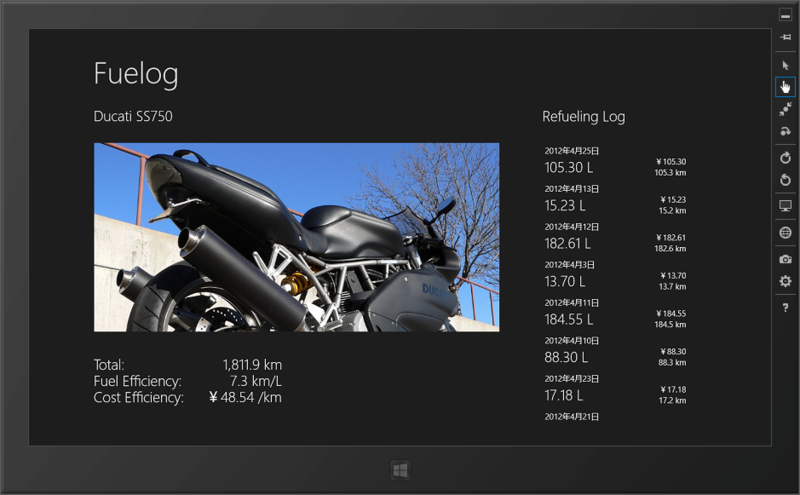 Fuelog
Ducati SS750
DUCATI
Total: 1,811.9 km
Fuel Efficiency: 7.3 km/L
Cost Efficiency: ¥ 48.54 /km
Refueling Log
2012年4月25日
105.30 L ¥ 105.30
105.3 km
2012年4月13日
15.23 L ¥ 15.23
15.2 km
2012年4月12日
182.61 L ¥ 182.61
182.6 km
2012年4月3日
13.70 L ¥ 13.70
13.7 km
2012年4月11日
184.55 L ¥ 184.55
184.5 km
2012年4月10日
88.30 L ¥ 88.30
88.3 km
2012年4月23日
17.18 L ¥ 17.18
17.2 km
2012年4月21日
?